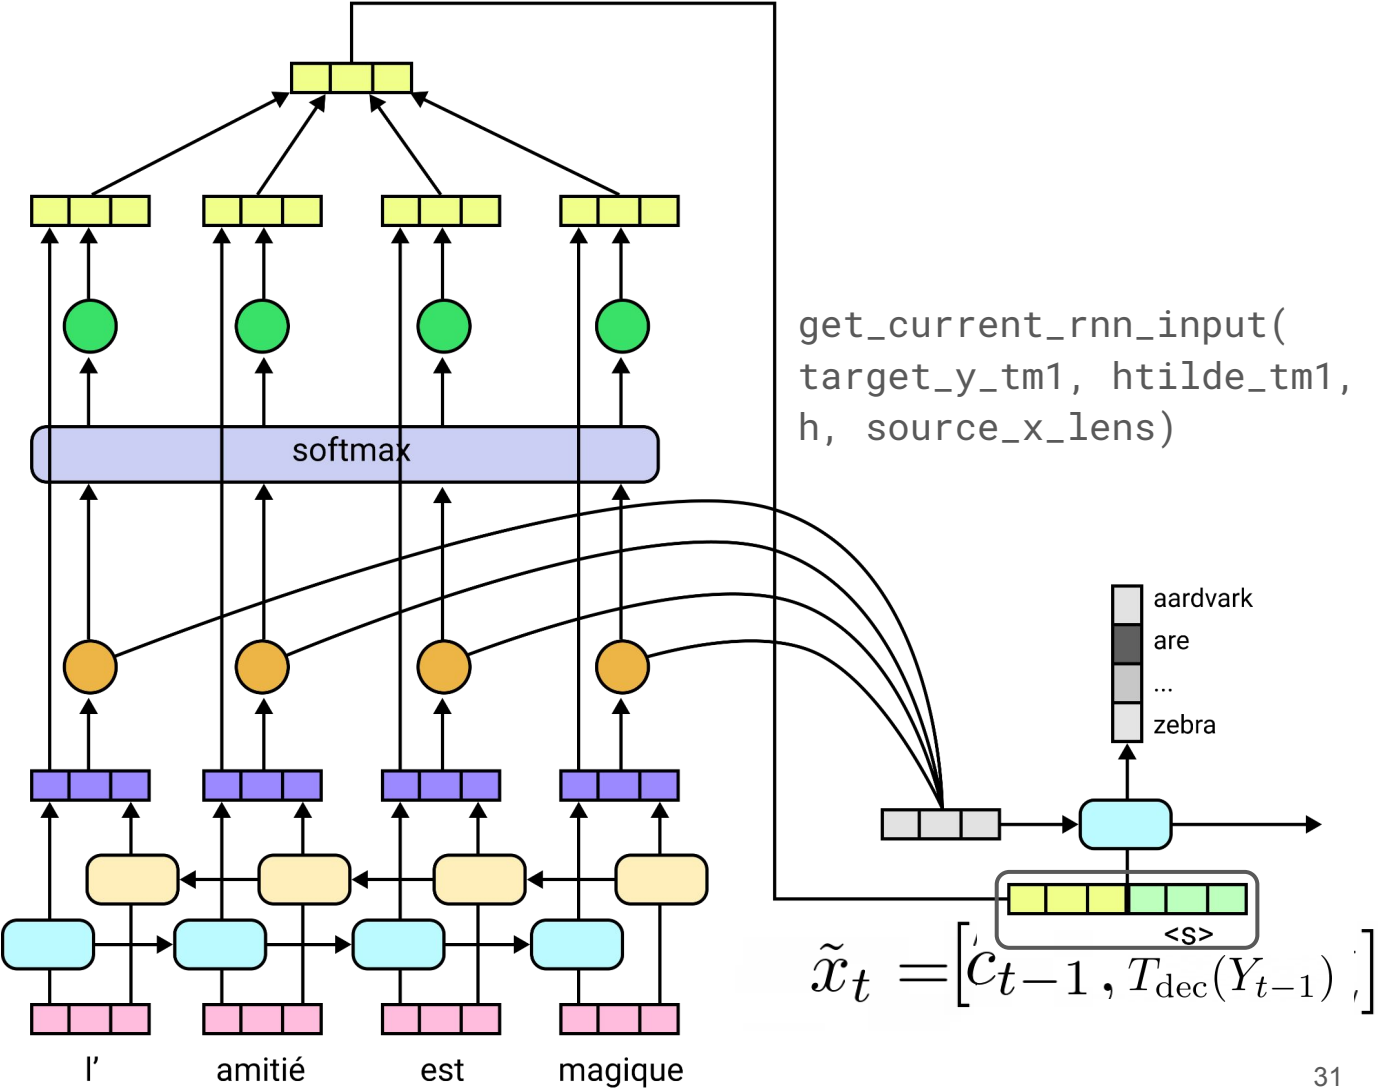 softmax
get_current_rnn_input(
target_y_tm1, htilde_tm1,
h, source_x_lens)
aardvark
are
...
zebra
<s>
x̃_t = [c_{t−1}, T_dec(Y_{t−1})]
l’ amitié est magique
31